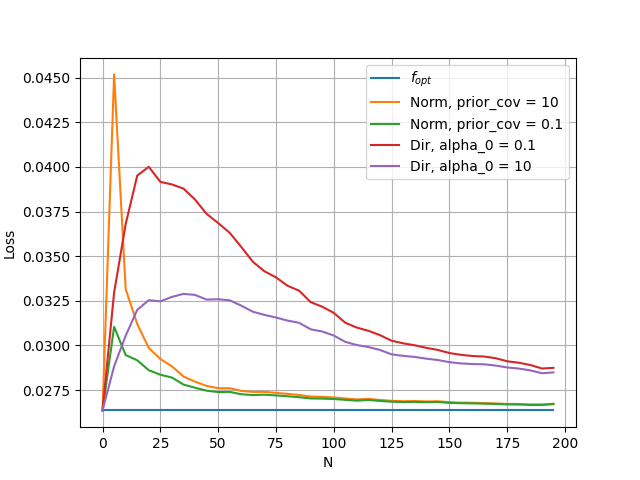 0.0450
0.0425
0.0400
0.0375
0.0350
0.0325
0.0300
0.0275
Loss
0 25 50 75 100 125 150 175 200
N
f_opt
Norm, prior_cov = 10
Norm, prior_cov = 0.1
Dir, alpha_0 = 0.1
Dir, alpha_0 = 10